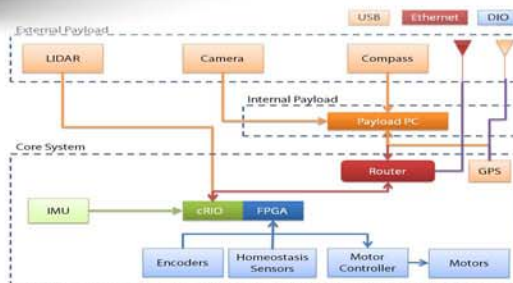 USB Ethernet DIO
External Payload
LIDAR Camera Compass
Internal Payload
Payload PC
Core System
Router GPS
IMU cRIO FPGA
Encoders Homeostasis Sensors Motor Controller Motors